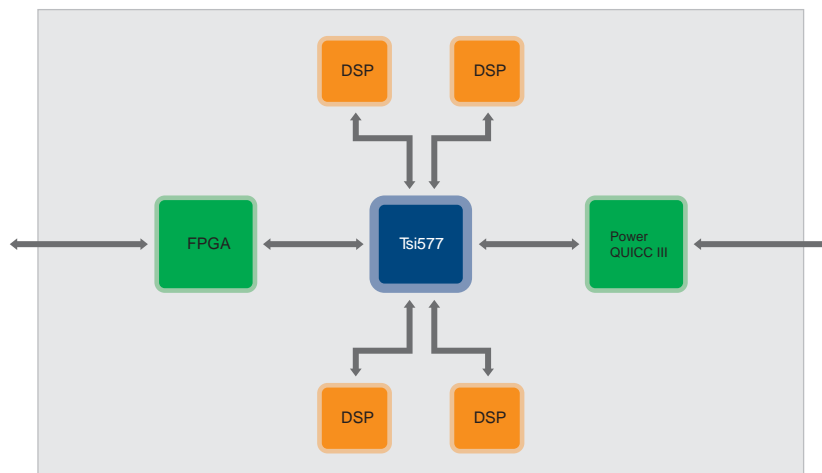 DSP
DSP
FPGA
Tsi577
Power
QUICC III
DSP
DSP